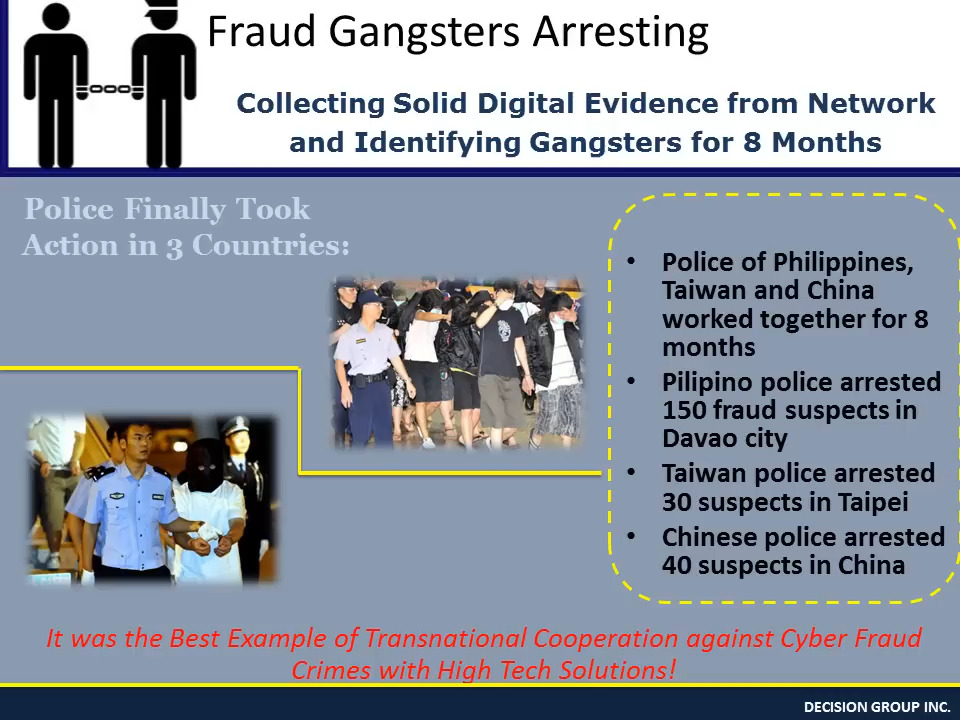 Fraud Gangsters Arresting
Collecting Solid Digital Evidence from Network
and Identifying Gangsters for 8 Months
Police Finally Took
Action in 3 Countries:
• Police of Philippines,
Taiwan and China
worked together for 8
months
• Pilipino police arrested
150 fraud suspects in
Davao city
• Taiwan police arrested
30 suspects in Taipei
• Chinese police arrested
40 suspects in China
It was the Best Example of Transnational Cooperation against Cyber Fraud
Crimes with High Tech Solutions!
DECISION GROUP INC.